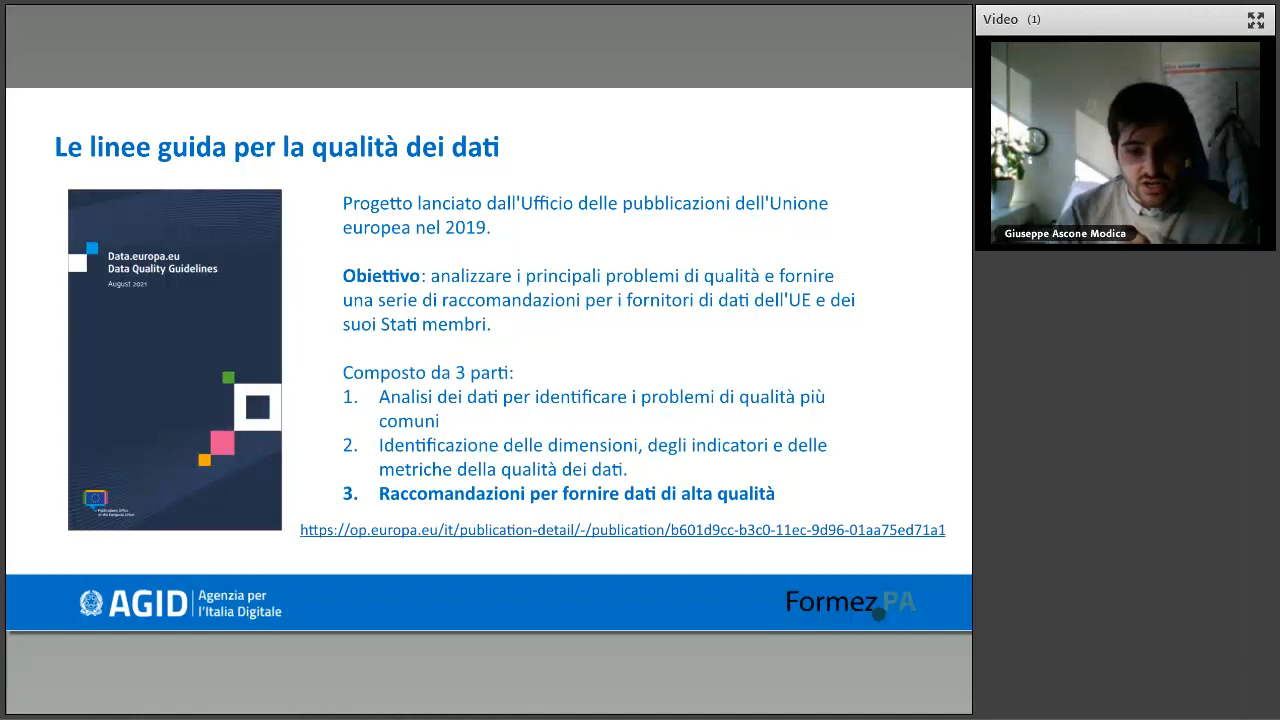 Video (1)
Giuseppe Ascone Modica
Le linee guida per la qualità dei dati
Data.europa.eu
Data Quality Guidelines
August 2021
Publications Office
of the European Union
Progetto lanciato dall'Ufficio delle pubblicazioni dell'Unione
europea nel 2019.
Obiettivo: analizzare i principali problemi di qualità e fornire
una serie di raccomandazioni per i fornitori di dati dell'UE e dei
suoi Stati membri.
Composto da 3 parti:
1. Analisi dei dati per identificare i problemi di qualità più
comuni
2. Identificazione delle dimensioni, degli indicatori e delle
metriche della qualità dei dati.
3. Raccomandazioni per fornire dati di alta qualità
https://op.europa.eu/it/publication-detail/-/publication/b601d9cc-b3c0-11ec-9d96-01aa75ed71a1
AGID
Agenzia per
l'Italia Digitale
Formez PA